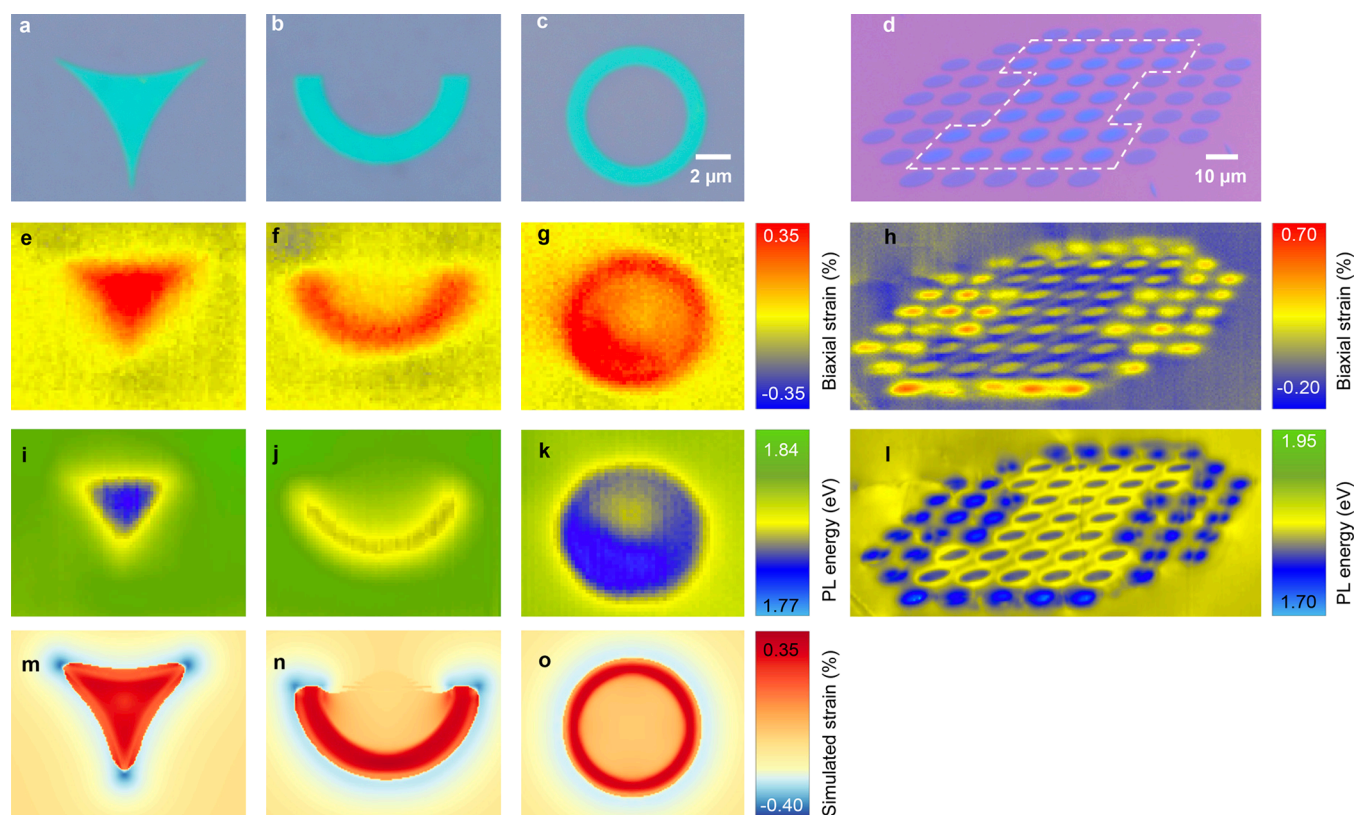 a
b
c
d
2 µm
10 µm
e
f
g
0.35
-0.35
Biaxial strain (%)
h
0.70
-0.20
Biaxial strain (%)
i
j
k
1.84
1.77
PL energy (eV)
l
1.95
1.70
PL energy (eV)
m
n
o
0.35
-0.40
Simulated strain (%)